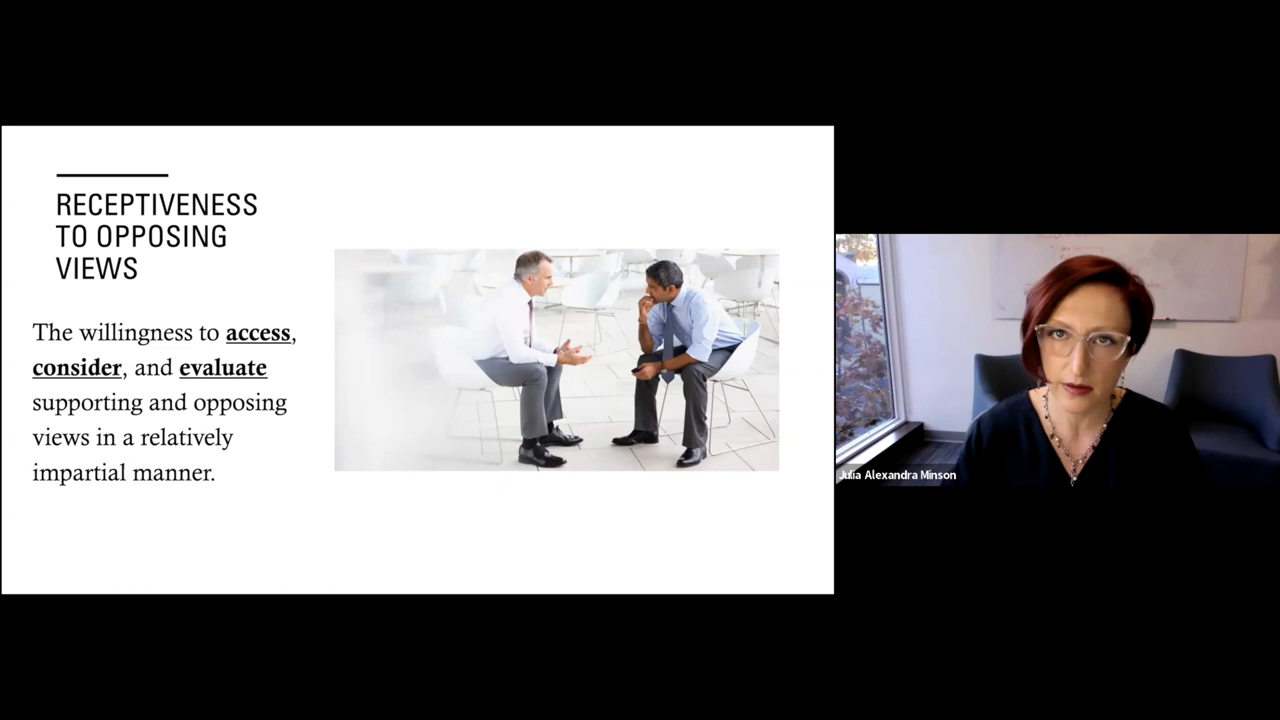 RECEPTIVENESS
TO OPPOSING
VIEWS
The willingness to access,
consider, and evaluate
supporting and opposing
views in a relatively
impartial manner.
Julia Alexandra Minson